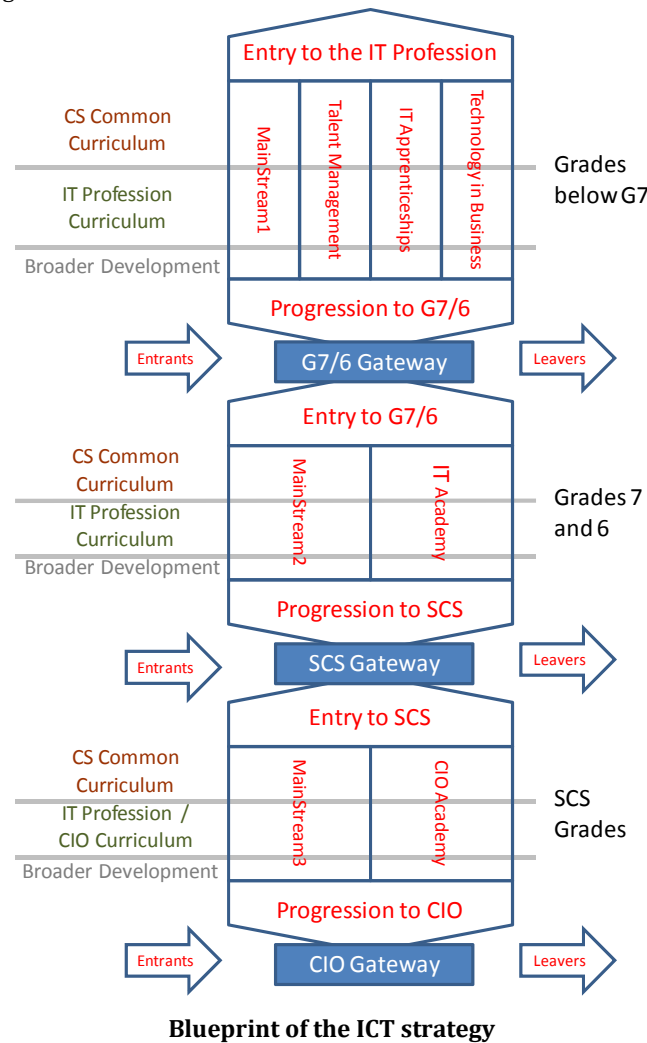 Entry to the IT Profession
CS Common
Curriculum
IT Profession
Curriculum
Broader Development
MainStream1
Talent Management
IT Apprenticeships
Technology in Business
Grades
below G7
Progression to G7/6
Entrants
G7/6 Gateway
Leavers
Entry to G7/6
CS Common
Curriculum
IT Profession
Curriculum
Broader Development
MainStream2
IT Academy
Grades 7
and 6
Progression to SCS
Entrants
SCS Gateway
Leavers
Entry to SCS
CS Common
Curriculum
IT Profession /
CIO Curriculum
Broader Development
MainStream3
CIO Academy
SCS
Grades
Progression to CIO
Entrants
CIO Gateway
Leavers
Blueprint of the ICT strategy